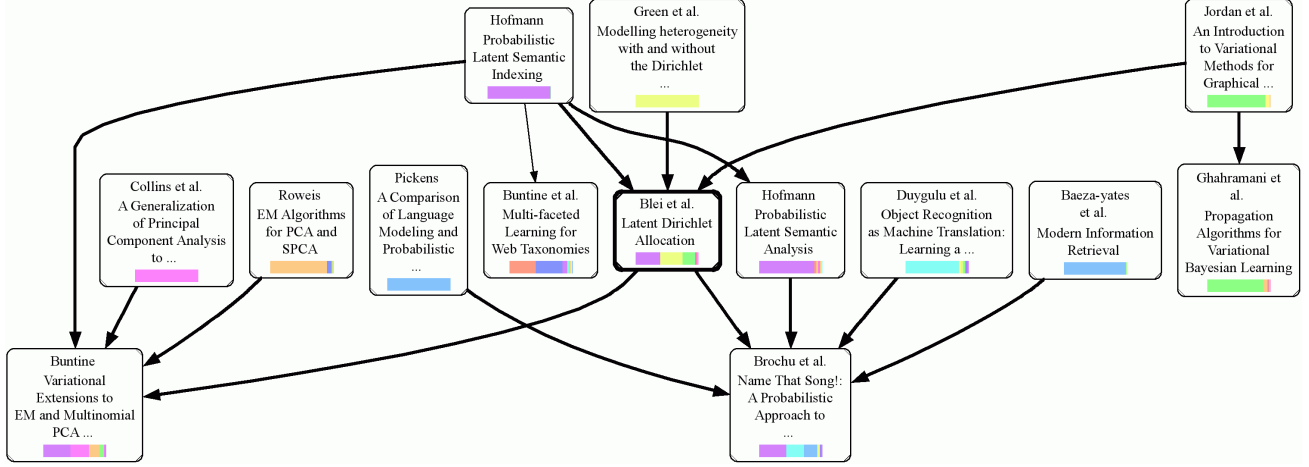 Hofmann
Probabilistic
Latent Semantic
Indexing
Green et al.
Modelling heterogeneity
with and without
the Dirichlet
...
Jordan et al.
An Introduction
to Variational
Methods for
Graphical ...
Collins et al.
A Generalization
of Principal
Component Analysis
to ...
Roweis
EM Algorithms
for PCA and
SPCA
Pickens
A Comparison
of Language
Modeling and
Probabilistic
...
Buntine et al.
Multi-faceted
Learning for
Web Taxonomies
Blei et al.
Latent Dirichlet
Allocation
Hofmann
Probabilistic
Latent Semantic
Analysis
Duygulu et al.
Object Recognition
as Machine Translation:
Learning a ...
Baeza-yates
et al.
Modern Information
Retrieval
Ghahramani et
al.
Propagation
Algorithms for
Variational
Bayesian Learning
Buntine
Variational
Extensions to
EM and Multinomial
PCA ...
Brochu et al.
Name That Song!:
A Probabilistic
Approach to
...